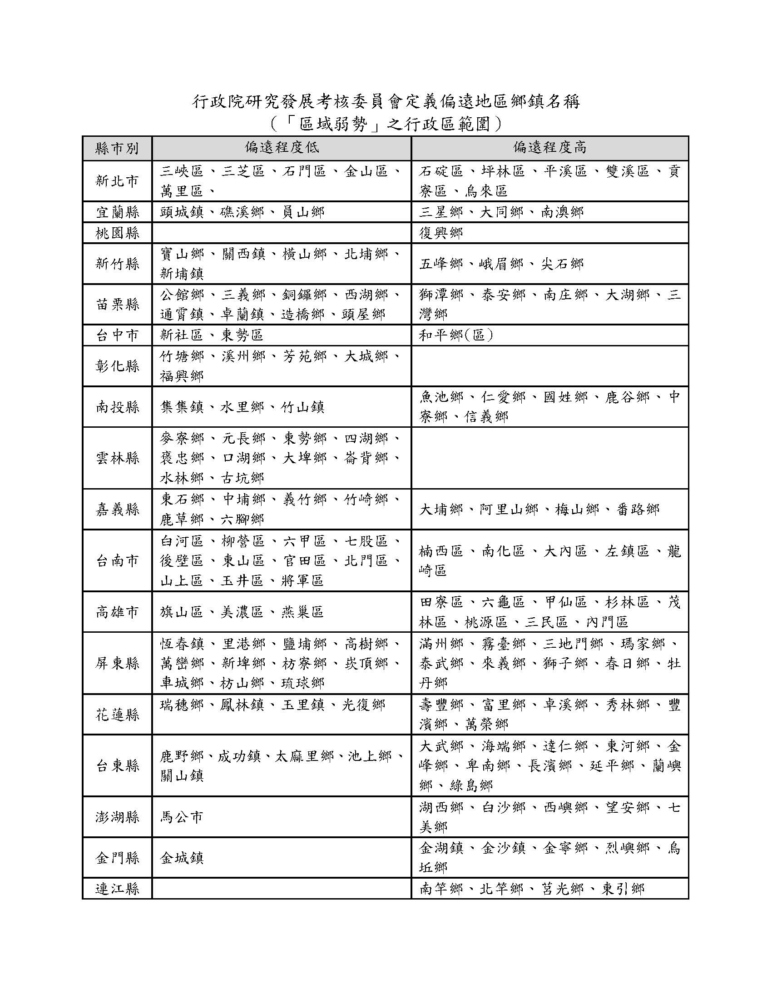 行政院研究發展考核委員會定義偏遠地區鄉鎮名稱
（「區域弱勢」之行政區範圍）
縣市別 偏遠程度低 偏遠程度高
新北市
三峽區、三芝區、石門區、金山區、
萬里區、
石碇區、坪林區、平溪區、雙溪區、貢
寮區、烏來區
宜蘭縣 頭城鎮、礁溪鄉、員山鄉 三星鄉、大同鄉、南澳鄉
桃園縣 復興鄉
新竹縣
寶山鄉、關西鎮、橫山鄉、北埔鄉、
新埔鎮
五峰鄉、峨眉鄉、尖石鄉
苗栗縣
公館鄉、三義鄉、銅鑼鄉、西湖鄉、
通霄鎮、卓蘭鎮、造橋鄉、頭屋鄉
獅潭鄉、泰安鄉、南庄鄉、大湖鄉、三
灣鄉
台中市 新社區、東勢區 和平鄉(區)
彰化縣
竹塘鄉、溪州鄉、芳苑鄉、大城鄉、
福興鄉
南投縣
集集鎮、水里鄉、竹山鎮
魚池鄉、仁愛鄉、國姓鄉、鹿谷鄉、中
寮鄉、信義鄉
雲林縣
麥寮鄉、元長鄉、東勢鄉、四湖鄉、
褒忠鄉、口湖鄉、大埤鄉、崙背鄉、
水林鄉、古坑鄉
嘉義縣
東石鄉、中埔鄉、義竹鄉、竹崎鄉、
鹿草鄉、六腳鄉
大埔鄉、阿里山鄉、梅山鄉、番路鄉
台南市
白河區、柳營區、六甲區、七股區、
後壁區、東山區、官田區、北門區、
山上區、玉井區、將軍區
楠西區、南化區、大內區、左鎮區、龍
崎區
高雄市
旗山區、美濃區、燕巢區
田寮區、六龜區、甲仙區、杉林區、茂
林區、桃源區、三民區、內門區
屏東縣
恆春鎮、里港鄉、鹽埔鄉、高樹鄉、
萬巒鄉、新埤鄉、枋寮鄉、崁頂鄉、
車城鄉、枋山鄉、琉球鄉
滿州鄉、霧臺鄉、三地門鄉、瑪家鄉、
泰武鄉、來義鄉、獅子鄉、春日鄉、牡
丹鄉
花蓮縣
瑞穗鄉、鳳林鎮、玉里鎮、光復鄉
壽豐鄉、富里鄉、卓溪鄉、秀林鄉、豐
濱鄉、萬榮鄉
台東縣
鹿野鄉、成功鎮、太麻里鄉、池上鄉、
關山鎮
大武鄉、海端鄉、達仁鄉、東河鄉、金
峰鄉、卑南鄉、長濱鄉、延平鄉、蘭嶼
鄉、綠島鄉
澎湖縣
馬公市
湖西鄉、白沙鄉、西嶼鄉、望安鄉、七
美鄉
金門縣
金城鎮
金湖鎮、金沙鎮、金寧鄉、烈嶼鄉、烏
坵鄉
連江縣 南竿鄉、北竿鄉、莒光鄉、東引鄉